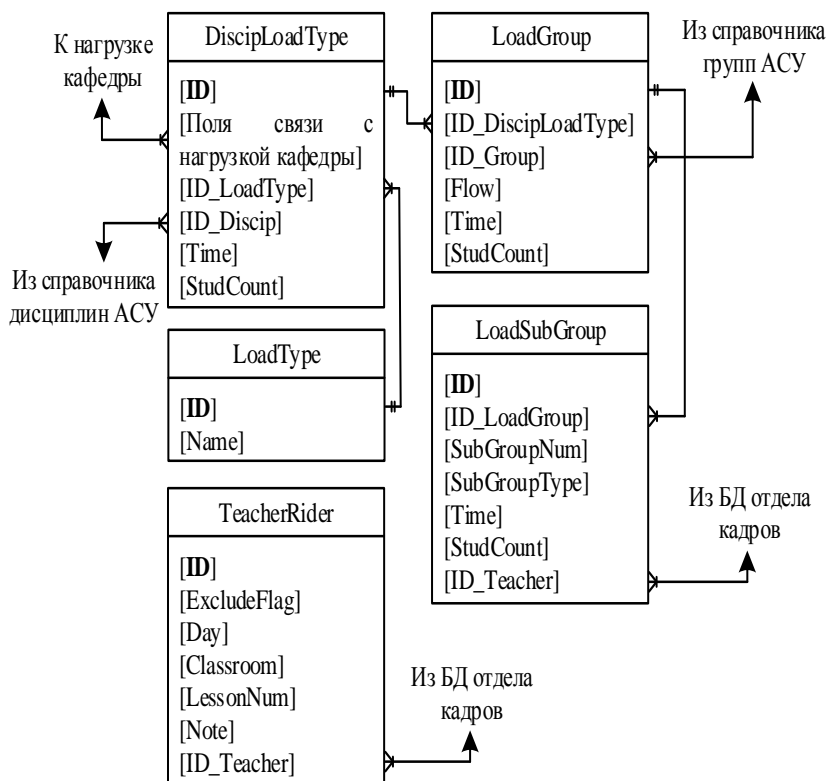 К нагрузке
кафедры
DiscipLoadType
[ID]
[Поля связи с
нагрузкой кафедры]
[ID_LoadType]
[ID_Discip]
[Time]
[StudCount]
Из справочника
дисциплин АСУ
LoadGroup
[ID]
[ID_DiscipLoadType]
[ID_Group]
[Flow]
[Time]
[StudCount]
Из справочника
групп АСУ
LoadType
[ID]
[Name]
LoadSubGroup
[ID]
[ID_LoadGroup]
[SubGroupNum]
[SubGroupType]
[Time]
[StudCount]
[ID_Teacher]
Из БД отдела
кадров
TeacherRider
[ID]
[ExcludeFlag]
[Day]
[Classroom]
[LessonNum]
[Note]
[ID_Teacher]
Из БД отдела
кадров